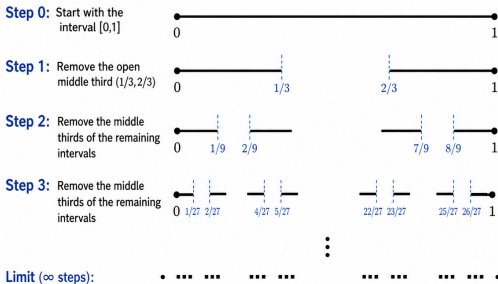 Step 0: Start with the
interval [0,1]
0 1
Step 1: Remove the open
middle third (1/3,2/3)
0 1/3 2/3 1
Step 2: Remove the middle
thirds of the remaining
intervals
0 1/9 2/9 7/9 8/9 1
Step 3: Remove the middle
thirds of the remaining
intervals
0 1/27 2/27 4/27 5/27 22/27 23/27 25/27 26/27 1
Limit (∞ steps):